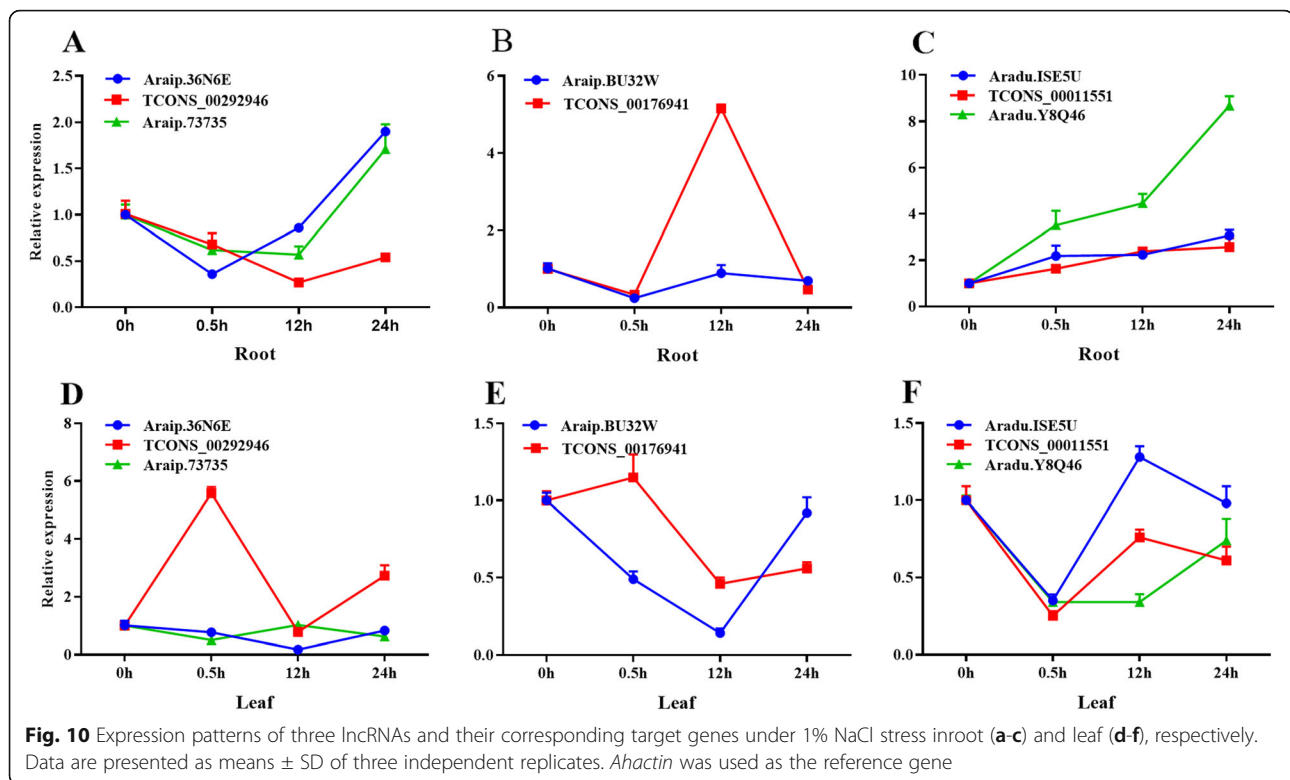 A
Relative expression
2.5
2.0
1.5
1.0
0.5
0.0
Araip.36N6E
TCONS_00292946
Araip.73735
0h 0.5h 12h 24h
Root
B
6
4
2
0
Araip.BU32W
TCONS_00176941
0h 0.5h 12h 24h
Root
C
10
8
6
4
2
0
Aradu.ISE5U
TCONS_00011551
Aradu.Y8Q46
0h 0.5h 12h 24h
Root
D
Relative expression
8
6
4
2
0
Araip.36N6E
TCONS_00292946
Araip.73735
0h 0.5h 12h 24h
Leaf
E
1.5
1.0
0.5
0.0
Araip.BU32W
TCONS_00176941
0h 0.5h 12h 24h
Leaf
F
1.5
1.0
0.5
0.0
Aradu.ISE5U
TCONS_00011551
Aradu.Y8Q46
0h 0.5h 12h 24h
Leaf
Fig. 10 Expression patterns of three lncRNAs and their corresponding target genes under 1% NaCl stress inroot (a-c) and leaf (d-f), respectively.
Data are presented as means ± SD of three independent replicates. Ahactin was used as the reference gene